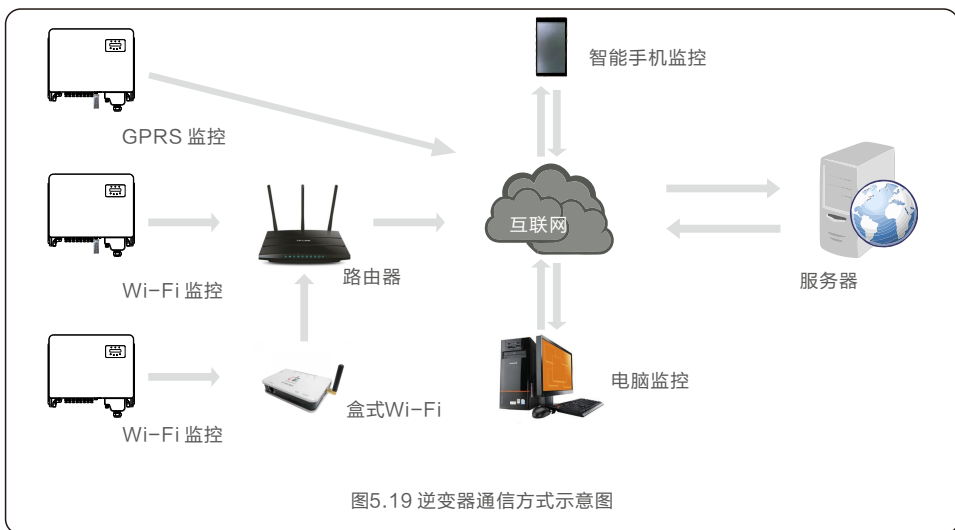 智能手机监控
GPRS 监控
互联网
路由器
服务器
Wi-Fi 监控
电脑监控
盒式Wi-Fi
Wi-Fi 监控
图5.19 逆变器通信方式示意图